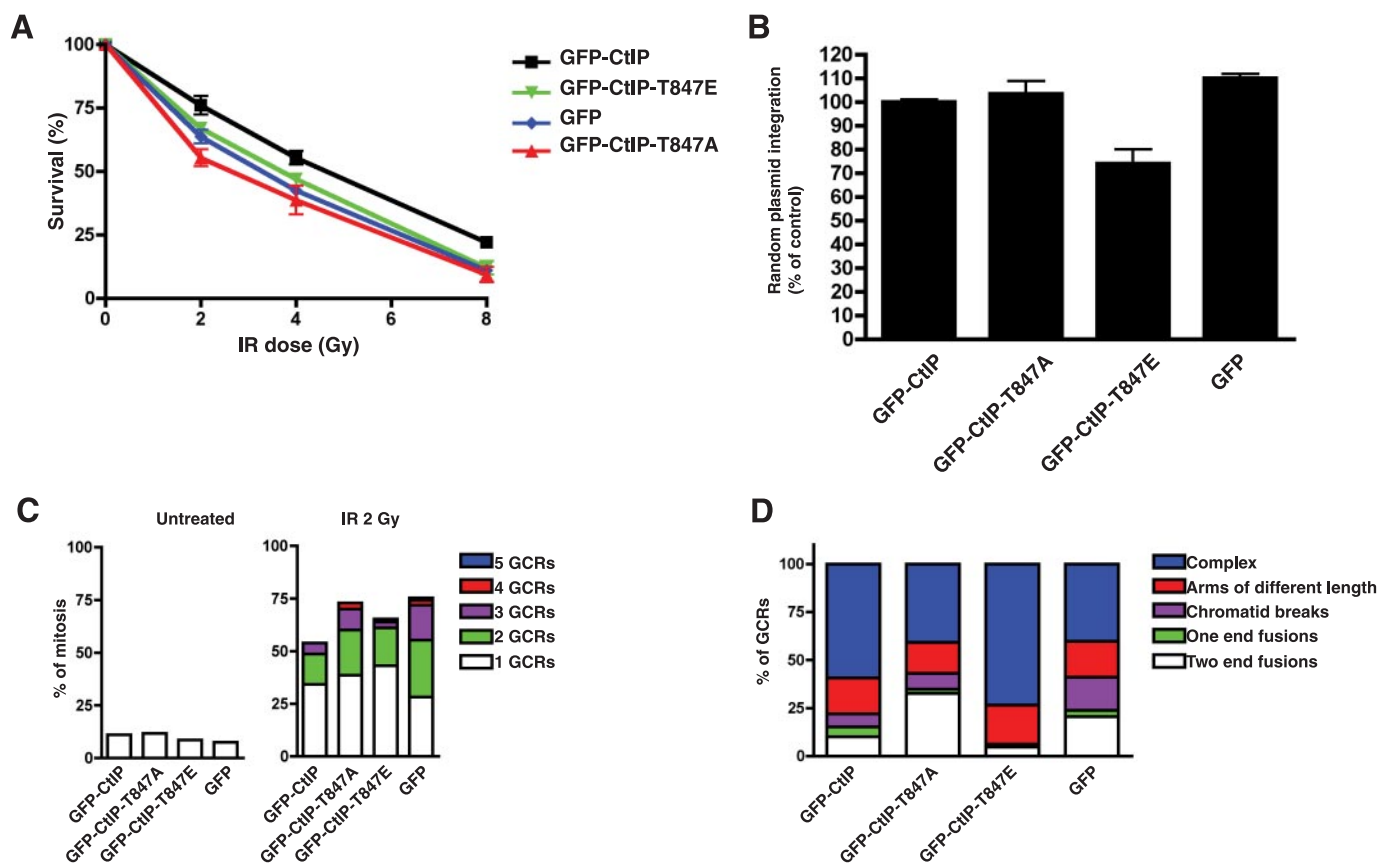 A
100
75
50
25
0
Survival (%)
0
2
4
6
8
IR dose (Gy)
GFP-CtIP
GFP-CtIP-T847E
GFP
GFP-CtIP-T847A
B
120
110
100
90
80
70
60
50
40
30
20
10
0
Random plasmid integration
(% of control)
GFP-CtIP
GFP-CtIP-T847A
GFP-CtIP-T847E
GFP
C
Untreated
IR 2 Gy
% of mitosis
100
75
50
25
0
GFP-CtIP
GFP-CtIP-T847A
GFP-CtIP-T847E
GFP
100
75
50
25
0
GFP-CtIP
GFP-CtIP-T847A
GFP-CtIP-T847E
GFP
5 GCRs
4 GCRs
3 GCRs
2 GCRs
1 GCRs
D
% of GCRs
100
75
50
25
0
GFP-CtIP
GFP-CtIP-T847A
GFP-CtIP-T847E
GFP
Complex
Arms of different length
Chromatid breaks
One end fusions
Two end fusions